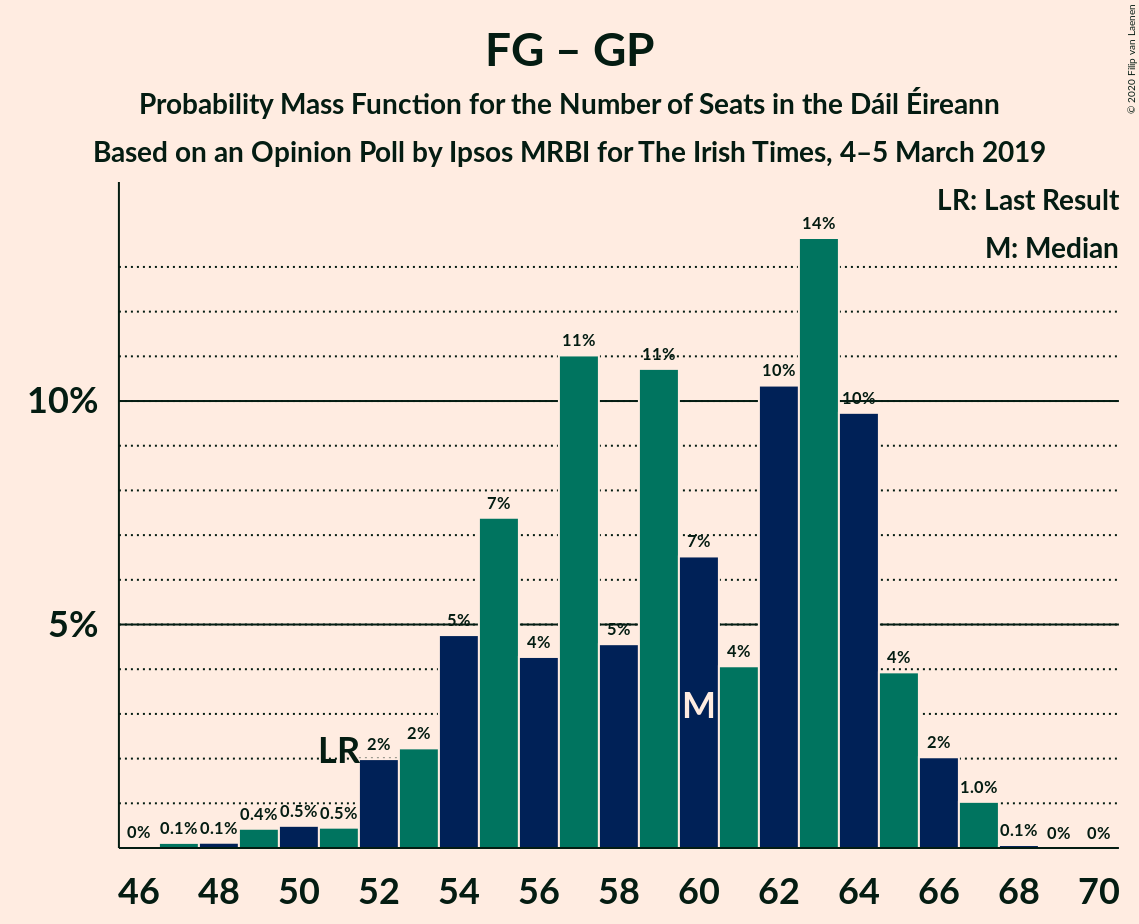 FG – GP
Probability Mass Function for the Number of Seats in the Dáil Éireann
Based on an Opinion Poll by Ipsos MRBI for The Irish Times, 4–5 March 2019
© 2020 Filip van Laenen
LR: Last Result
M: Median
10%
5%
0% 0.1% 0.1% 0.4% 0.5% 0.5% 2% 2% 5% 7% 4% 11% 5% 11% 7% 4% 10% 14% 10% 4% 2% 1.0% 0.1% 0% 0%
LR
M
46 48 50 52 54 56 58 60 62 64 66 68 70